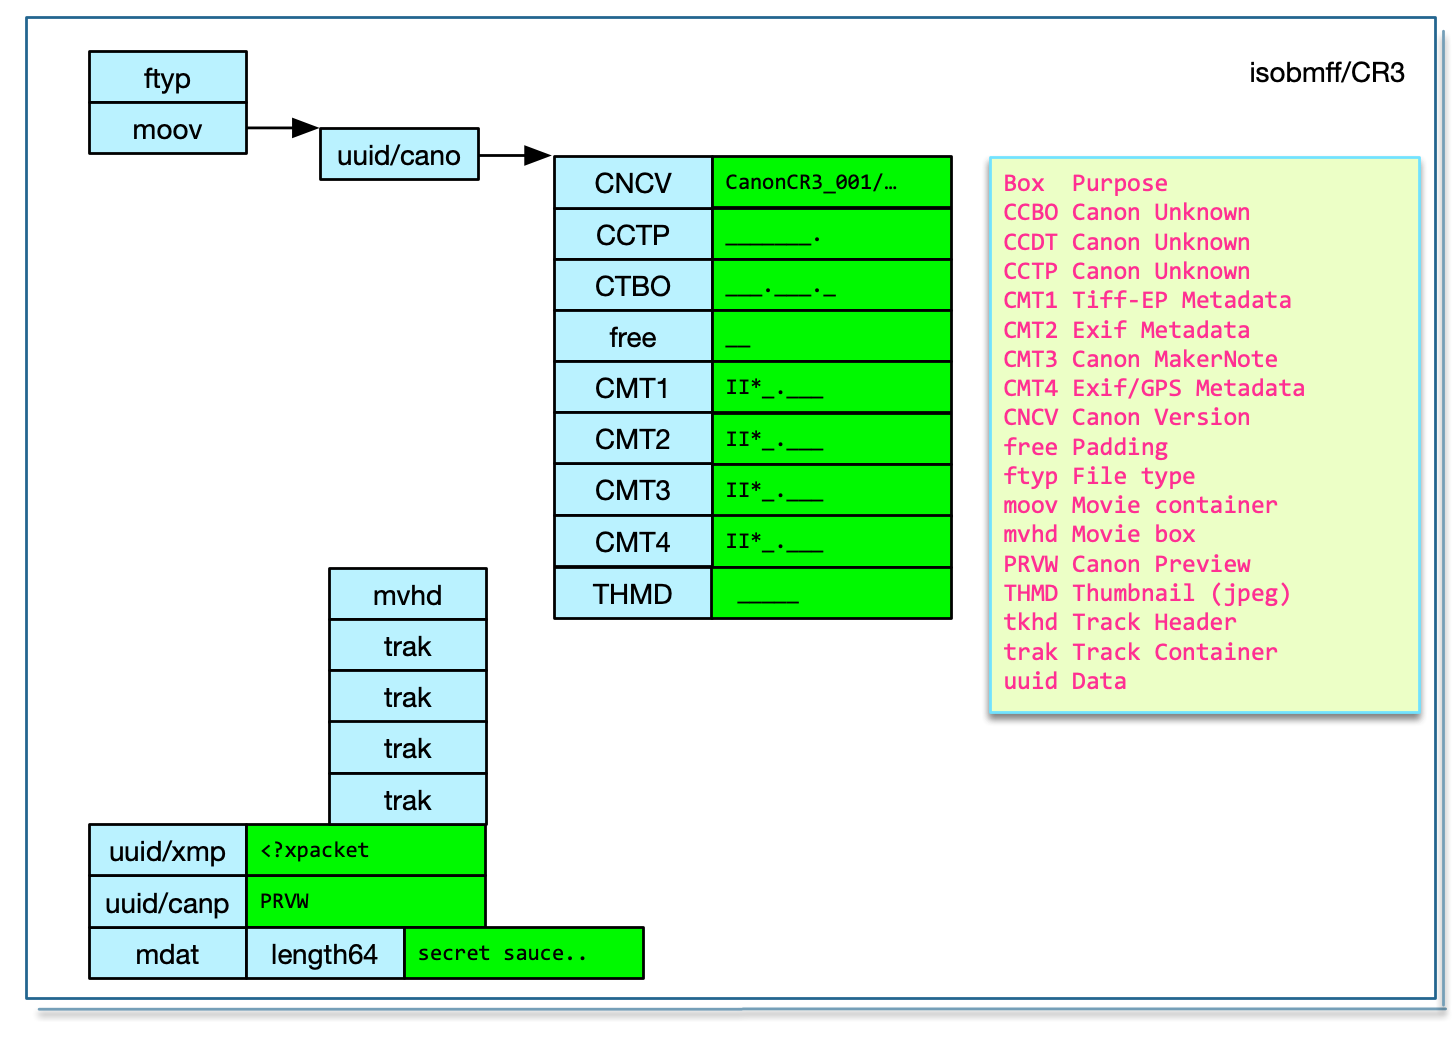 isobmff/CR3
ftyp
moov
uuid/cano
CNCV CanonCR3_001/…
CCTP _______.
CTBO ___.___._
free __
CMT1 II*_.___
CMT2 II*_.___
CMT3 II*_.___
CMT4 II*_.___
THMD _____
mvhd
trak
trak
trak
trak
uuid/xmp <?xpacket
uuid/canp PRVW
mdat length64 secret sauce..
Box Purpose
CCBO Canon Unknown
CCDT Canon Unknown
CCTP Canon Unknown
CMT1 Tiff-EP Metadata
CMT2 Exif Metadata
CMT3 Canon MakerNote
CMT4 Exif/GPS Metadata
CNCV Canon Version
free Padding
ftyp File type
moov Movie container
mvhd Movie box
PRVW Canon Preview
THMD Thumbnail (jpeg)
tkhd Track Header
trak Track Container
uuid Data